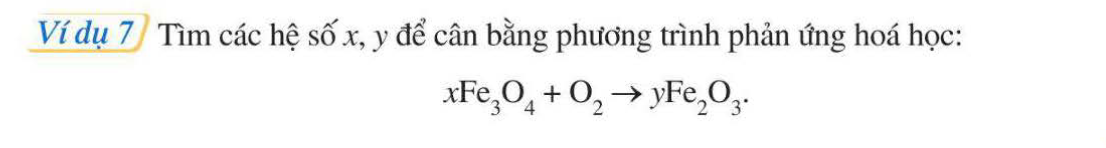 Ví dụ 7 Tìm các hệ số x, y để cân bằng phương trình phản ứng hoá học:
xFe₃O₄ + O₂ → yFe₂O₃.